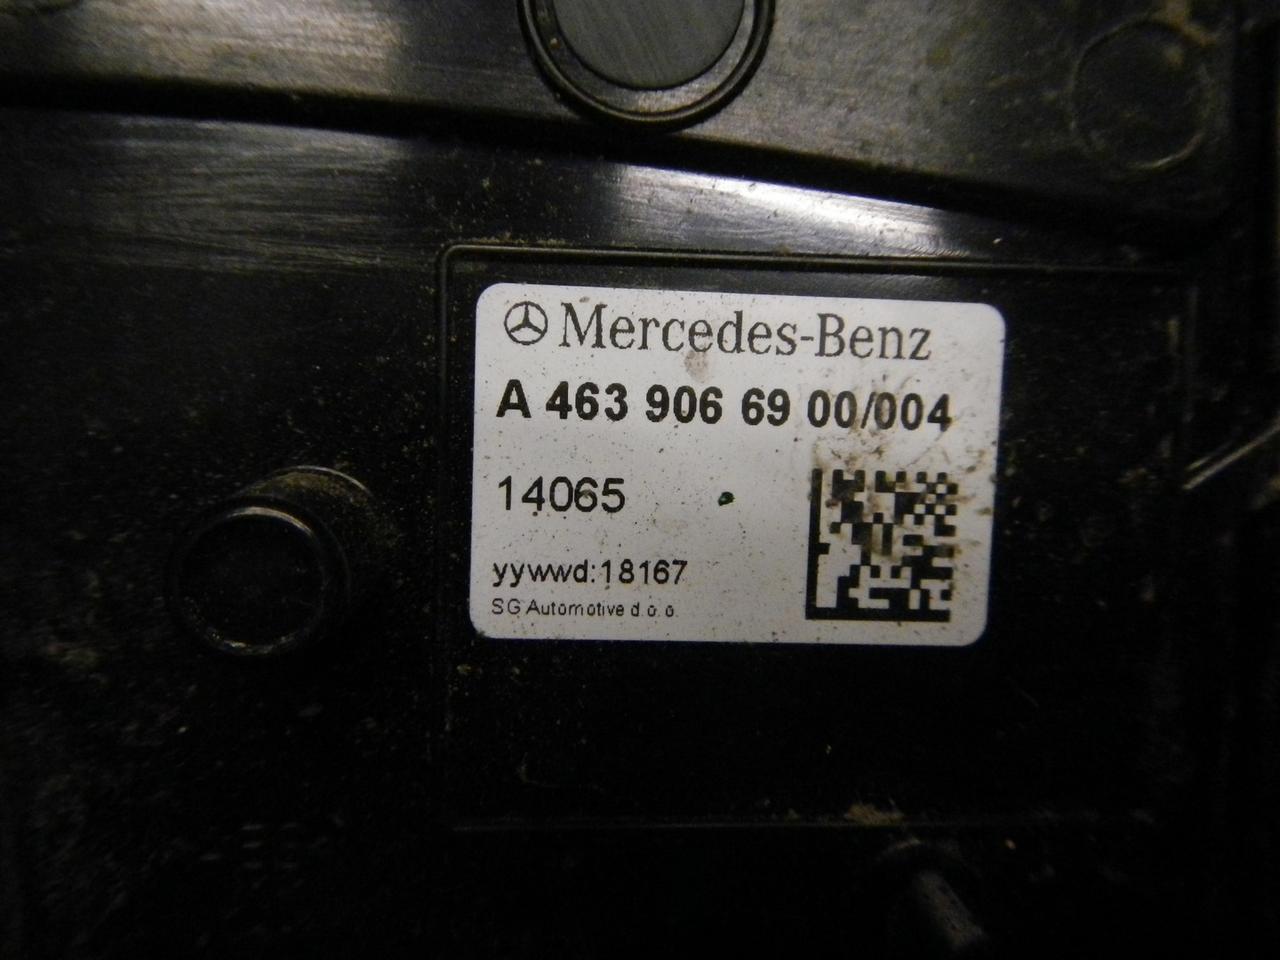 Mercedes-Benz
A 463 906 69 00/004
14065
yywwd:18167
SG Automotive d.o.o.